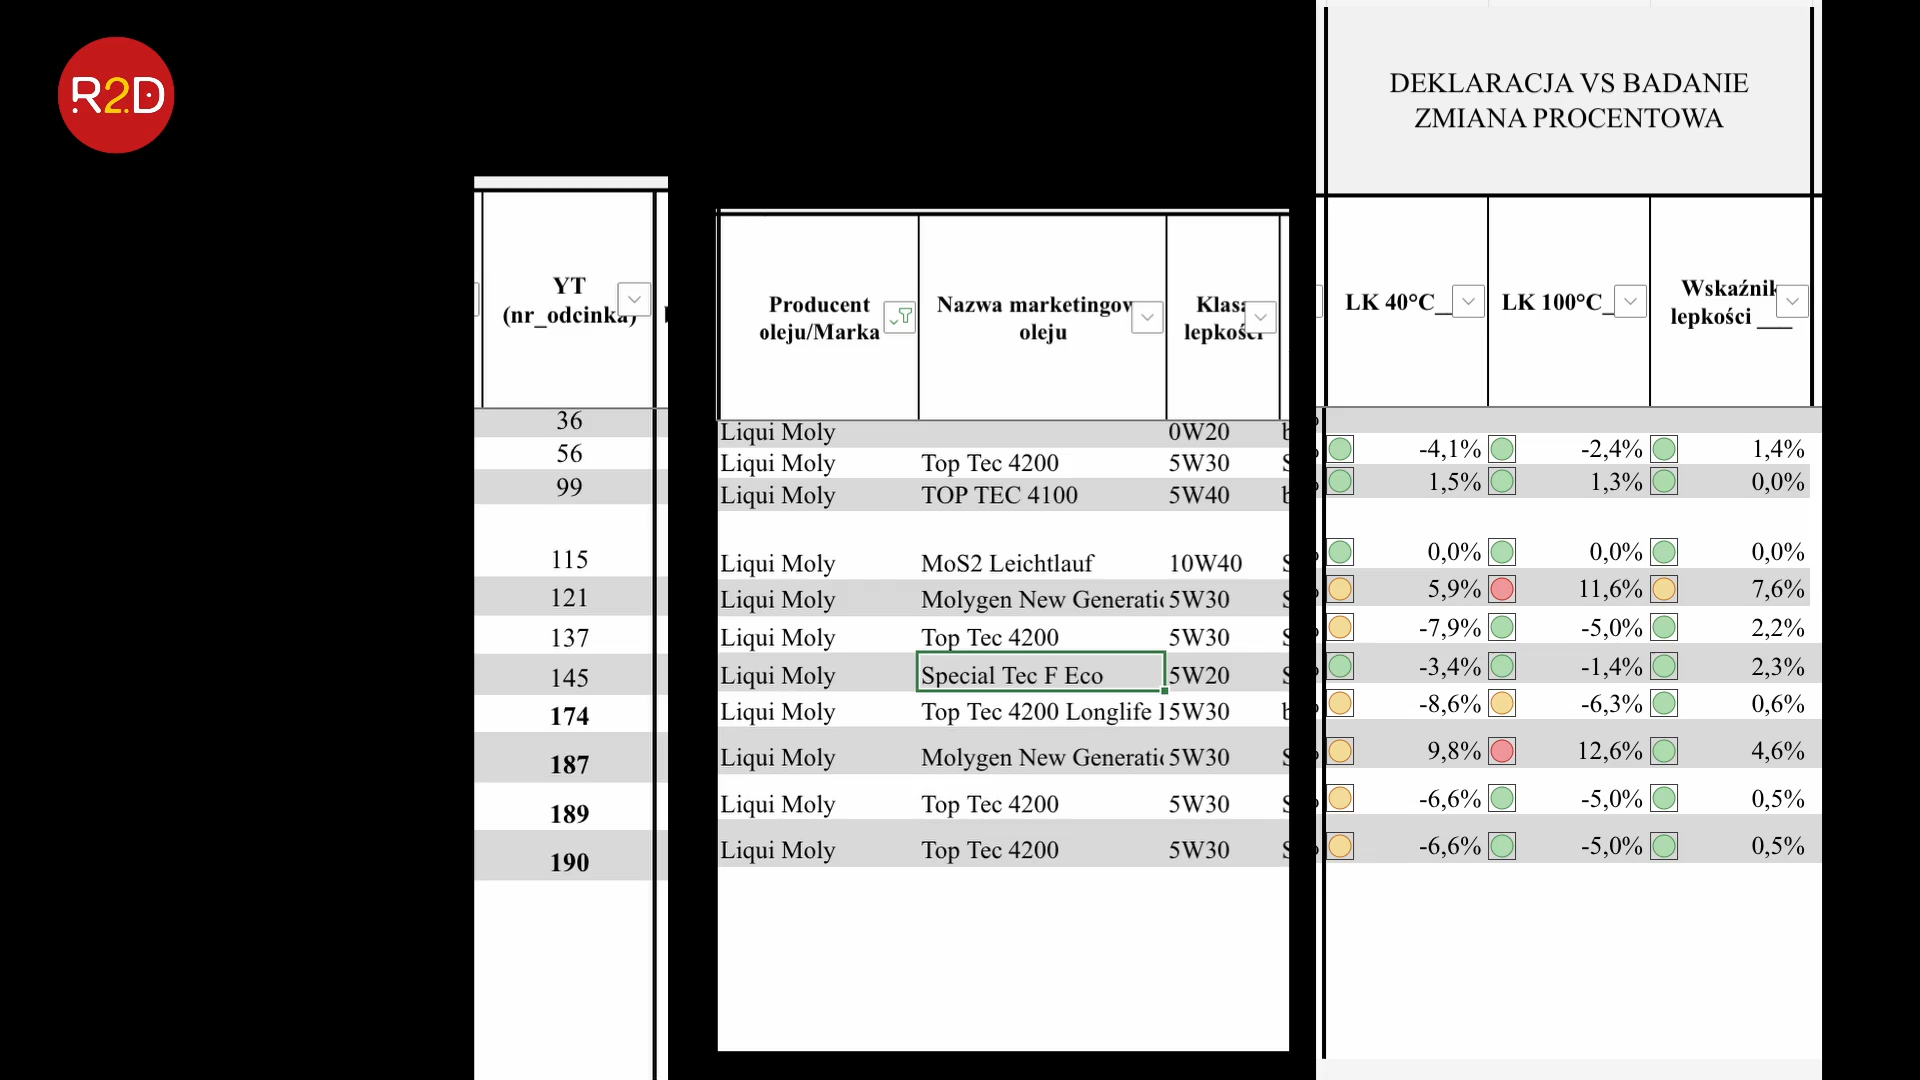 R2D
DEKLARACJA VS BADANIE
ZMIANA PROCENTOWA
YT
(nr_odcinka)
Producent
oleju/Marka
Nazwa marketingow
oleju
Klasa
lepkości
LK 40°C_
LK 100°C_
Wskaźnik
lepkości ___
36 Liqui Moly 0W20
56 Liqui Moly Top Tec 4200 5W30 -4,1% -2,4% 1,4%
99 Liqui Moly TOP TEC 4100 5W40 1,5% 1,3% 0,0%
115 Liqui Moly MoS2 Leichtlauf 10W40 0,0% 0,0% 0,0%
121 Liqui Moly Molygen New Generatio 5W30 5,9% 11,6% 7,6%
137 Liqui Moly Top Tec 4200 5W30 -7,9% -5,0% 2,2%
145 Liqui Moly Special Tec F Eco 5W20 -3,4% -1,4% 2,3%
174 Liqui Moly Top Tec 4200 Longlife 5W30 -8,6% -6,3% 0,6%
187 Liqui Moly Molygen New Generatio 5W30 9,8% 12,6% 4,6%
189 Liqui Moly Top Tec 4200 5W30 -6,6% -5,0% 0,5%
190 Liqui Moly Top Tec 4200 5W30 -6,6% -5,0% 0,5%